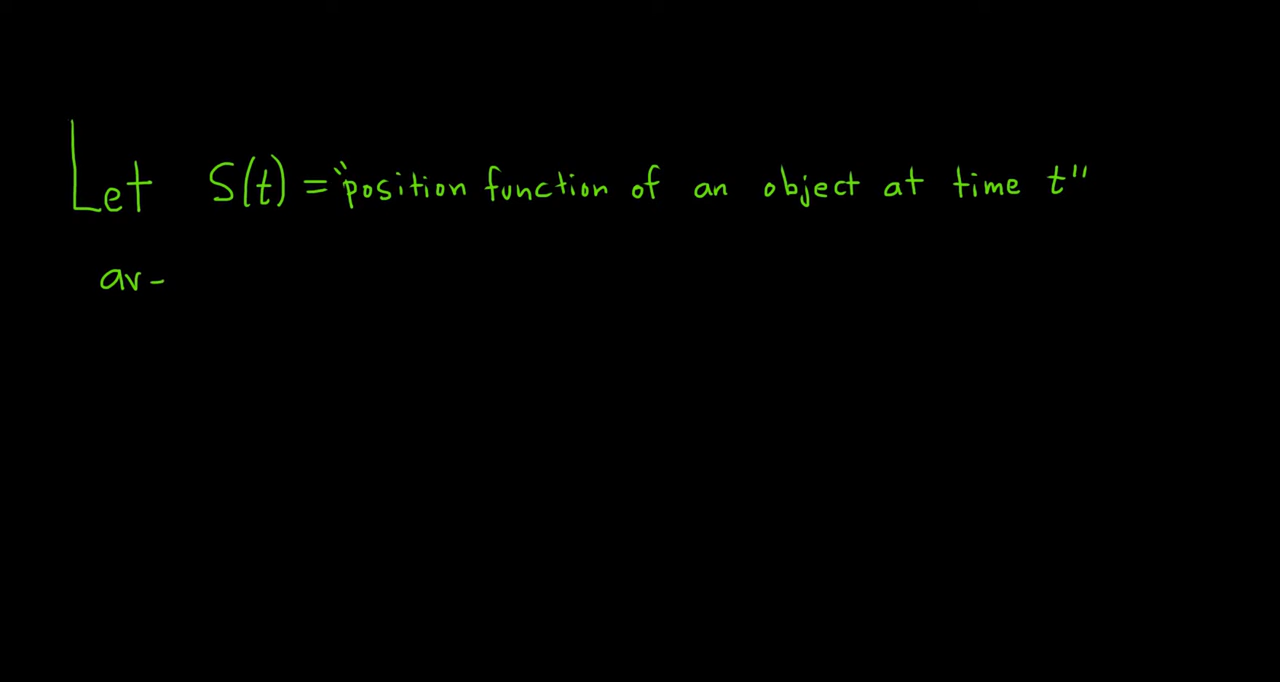 Let S(t) = "position function of an object at time t"
av-